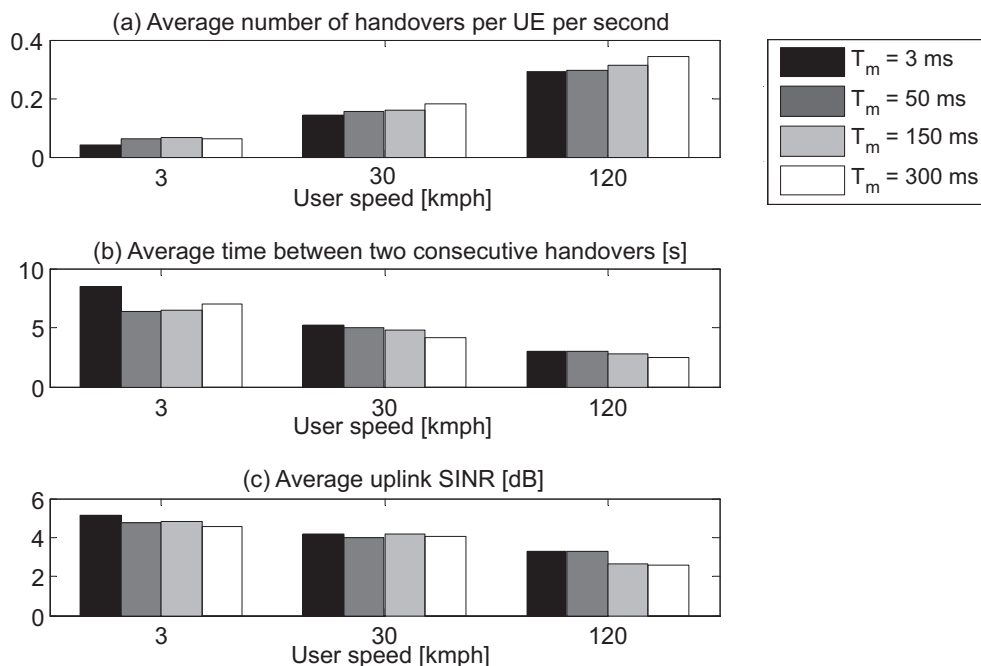 (a) Average number of handovers per UE per second
0.4
0.2
0
3
30
120
User speed [kmph]
T_m = 3 ms
T_m = 50 ms
T_m = 150 ms
T_m = 300 ms
(b) Average time between two consecutive handovers [s]
10
5
0
3
30
120
User speed [kmph]
(c) Average uplink SINR [dB]
6
4
2
0
3
30
120
User speed [kmph]